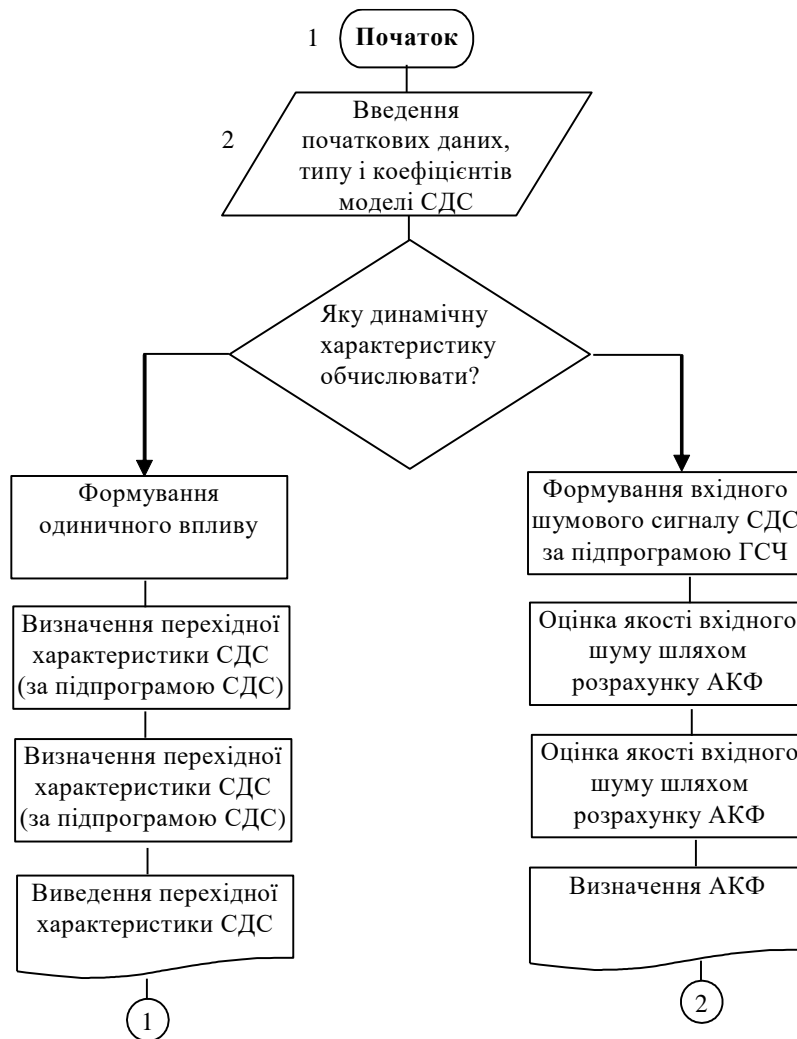 1
Початок
2
Введення
початкових даних,
типу і коефіцієнтів
моделі СДС
Яку динамічну
характеристику
обчислювати?
Формування
одиничного впливу
Визначення перехідної
характеристики СДС
(за підпрограмою СДС)
Визначення перехідної
характеристики СДС
(за підпрограмою СДС)
Виведення перехідної
характеристики СДС
1
Формування вхідного
шумового сигналу СДС
за підпрограмою ГСЧ
Оцінка якості вхідного
шуму шляхом
розрахунку АКФ
Оцінка якості вхідного
шуму шляхом
розрахунку АКФ
Визначення АКФ
2